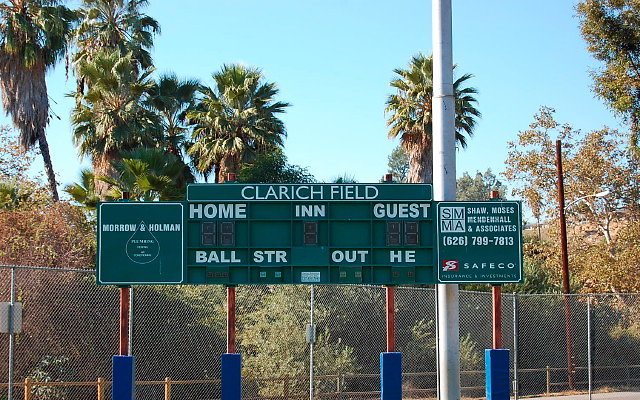 CLARICH FIELD
MORROW & HOLMAN
PLUMBING
HOME INN GUEST
BALL STR OUT H E
SM
MA
SHAW, MOSES
MENDENHALL
& ASSOCIATES
(626) 799-7813
S SAFECO
INSURANCE & INVESTMENTS